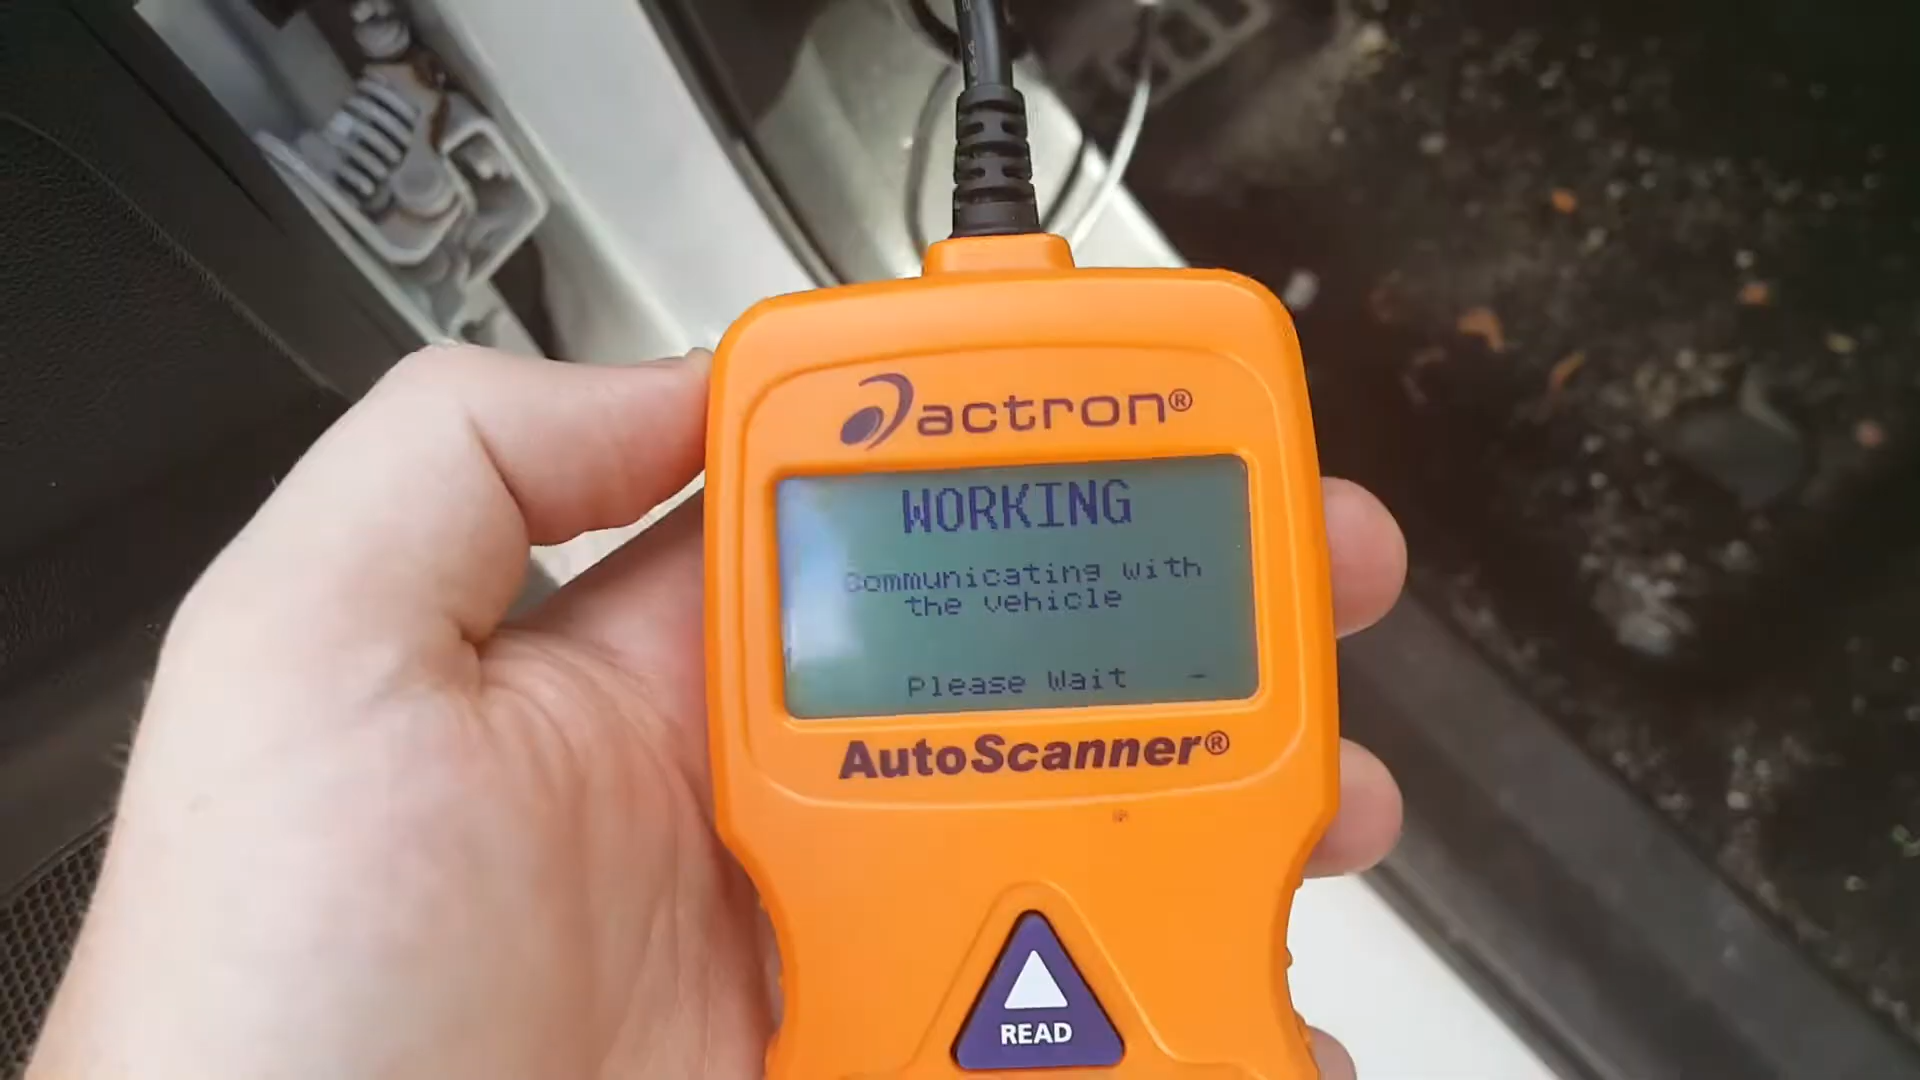 actron®
WORKING
Communicating with
the vehicle
Please Wait -
AutoScanner®
READ